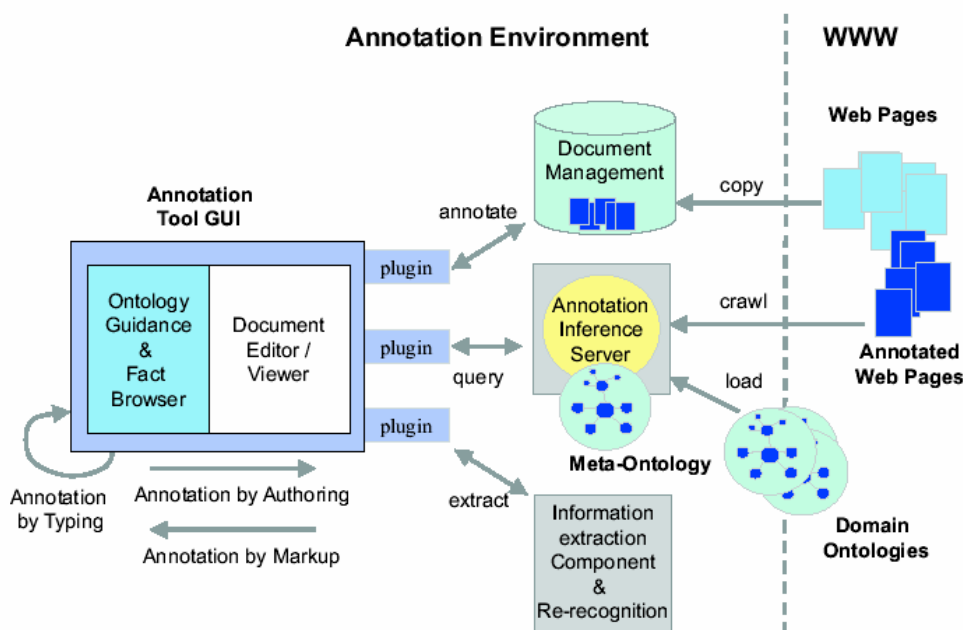 Annotation Environment
WWW
Web Pages
Document
Management
copy
Annotation
Tool GUI
annotate
plugin
Ontology
Guidance
&
Fact
Browser
Document
Editor /
Viewer
plugin
query
Annotation
Inference
Server
crawl
Annotated
Web Pages
load
plugin
Meta-Ontology
Annotation
by Typing
Annotation by Authoring
extract
Annotation by Markup
Information
extraction
Component
&
Re-recognition
Domain
Ontologies